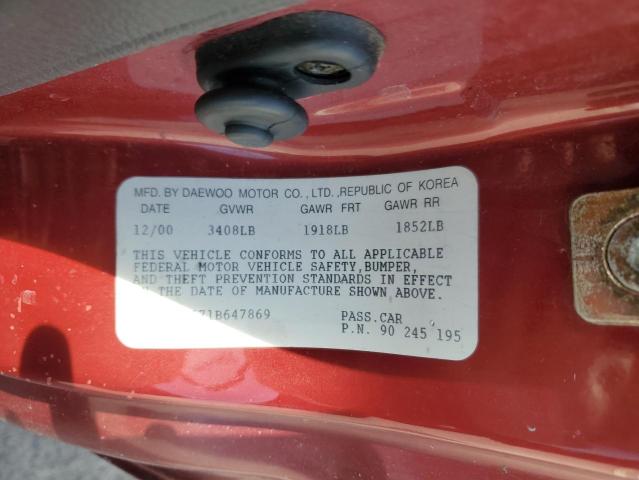 MFD. BY DAEWOO MOTOR CO., LTD. ,REPUBLIC OF KOREA
DATE GVWR GAWR FRT GAWR RR
12/00 3408LB 1918LB 1852LB
THIS VEHICLE CONFORMS TO ALL APPLICABLE
FEDERAL MOTOR VEHICLE SAFETY,BUMPER,
AND THEFT PREVENTION STANDARDS IN EFFECT
ON THE DATE OF MANUFACTURE SHOWN ABOVE.
71B647869 PASS.CAR
P.N. 90 245 195